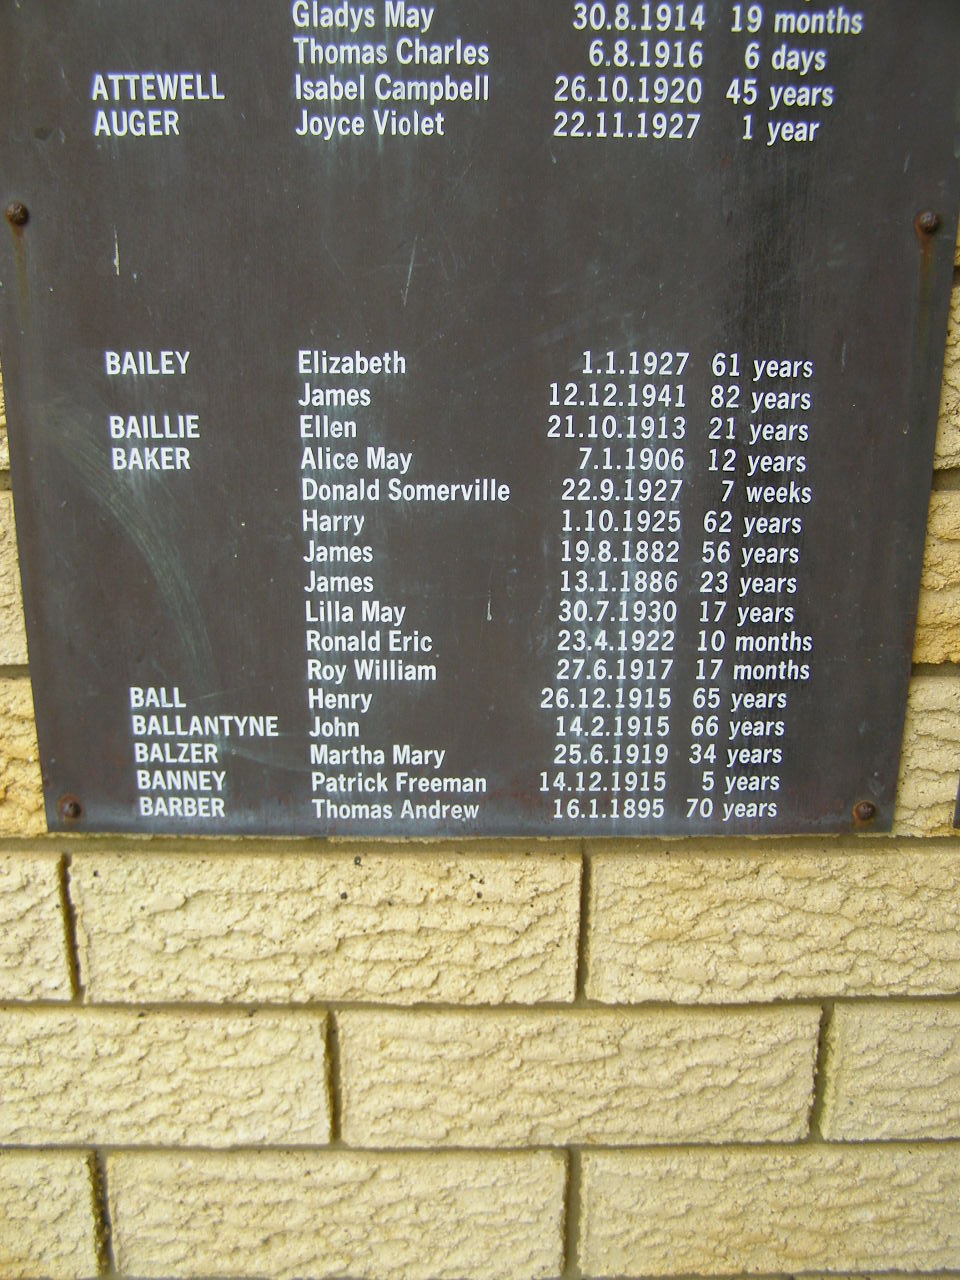 Gladys May 30.8.1914 19 months
Thomas Charles 6.8.1916 6 days
ATTEWELL Isabel Campbell 26.10.1920 45 years
AUGER Joyce Violet 22.11.1927 1 year
BAILEY Elizabeth 1.1.1927 61 years
James 12.12.1941 82 years
BAILLIE Ellen 21.10.1913 21 years
BAKER Alice May 7.1.1906 12 years
Donald Somerville 22.9.1927 7 weeks
Harry 1.10.1925 62 years
James 19.8.1882 56 years
James 13.1.1886 23 years
Lilla May 30.7.1930 17 years
Ronald Eric 23.4.1922 10 months
Roy William 27.6.1917 17 months
BALL Henry 26.12.1915 65 years
BALLANTYNE John 14.2.1915 66 years
BALZER Martha Mary 25.6.1919 34 years
BANNEY Patrick Freeman 14.12.1915 5 years
BARBER Thomas Andrew 16.1.1895 70 years